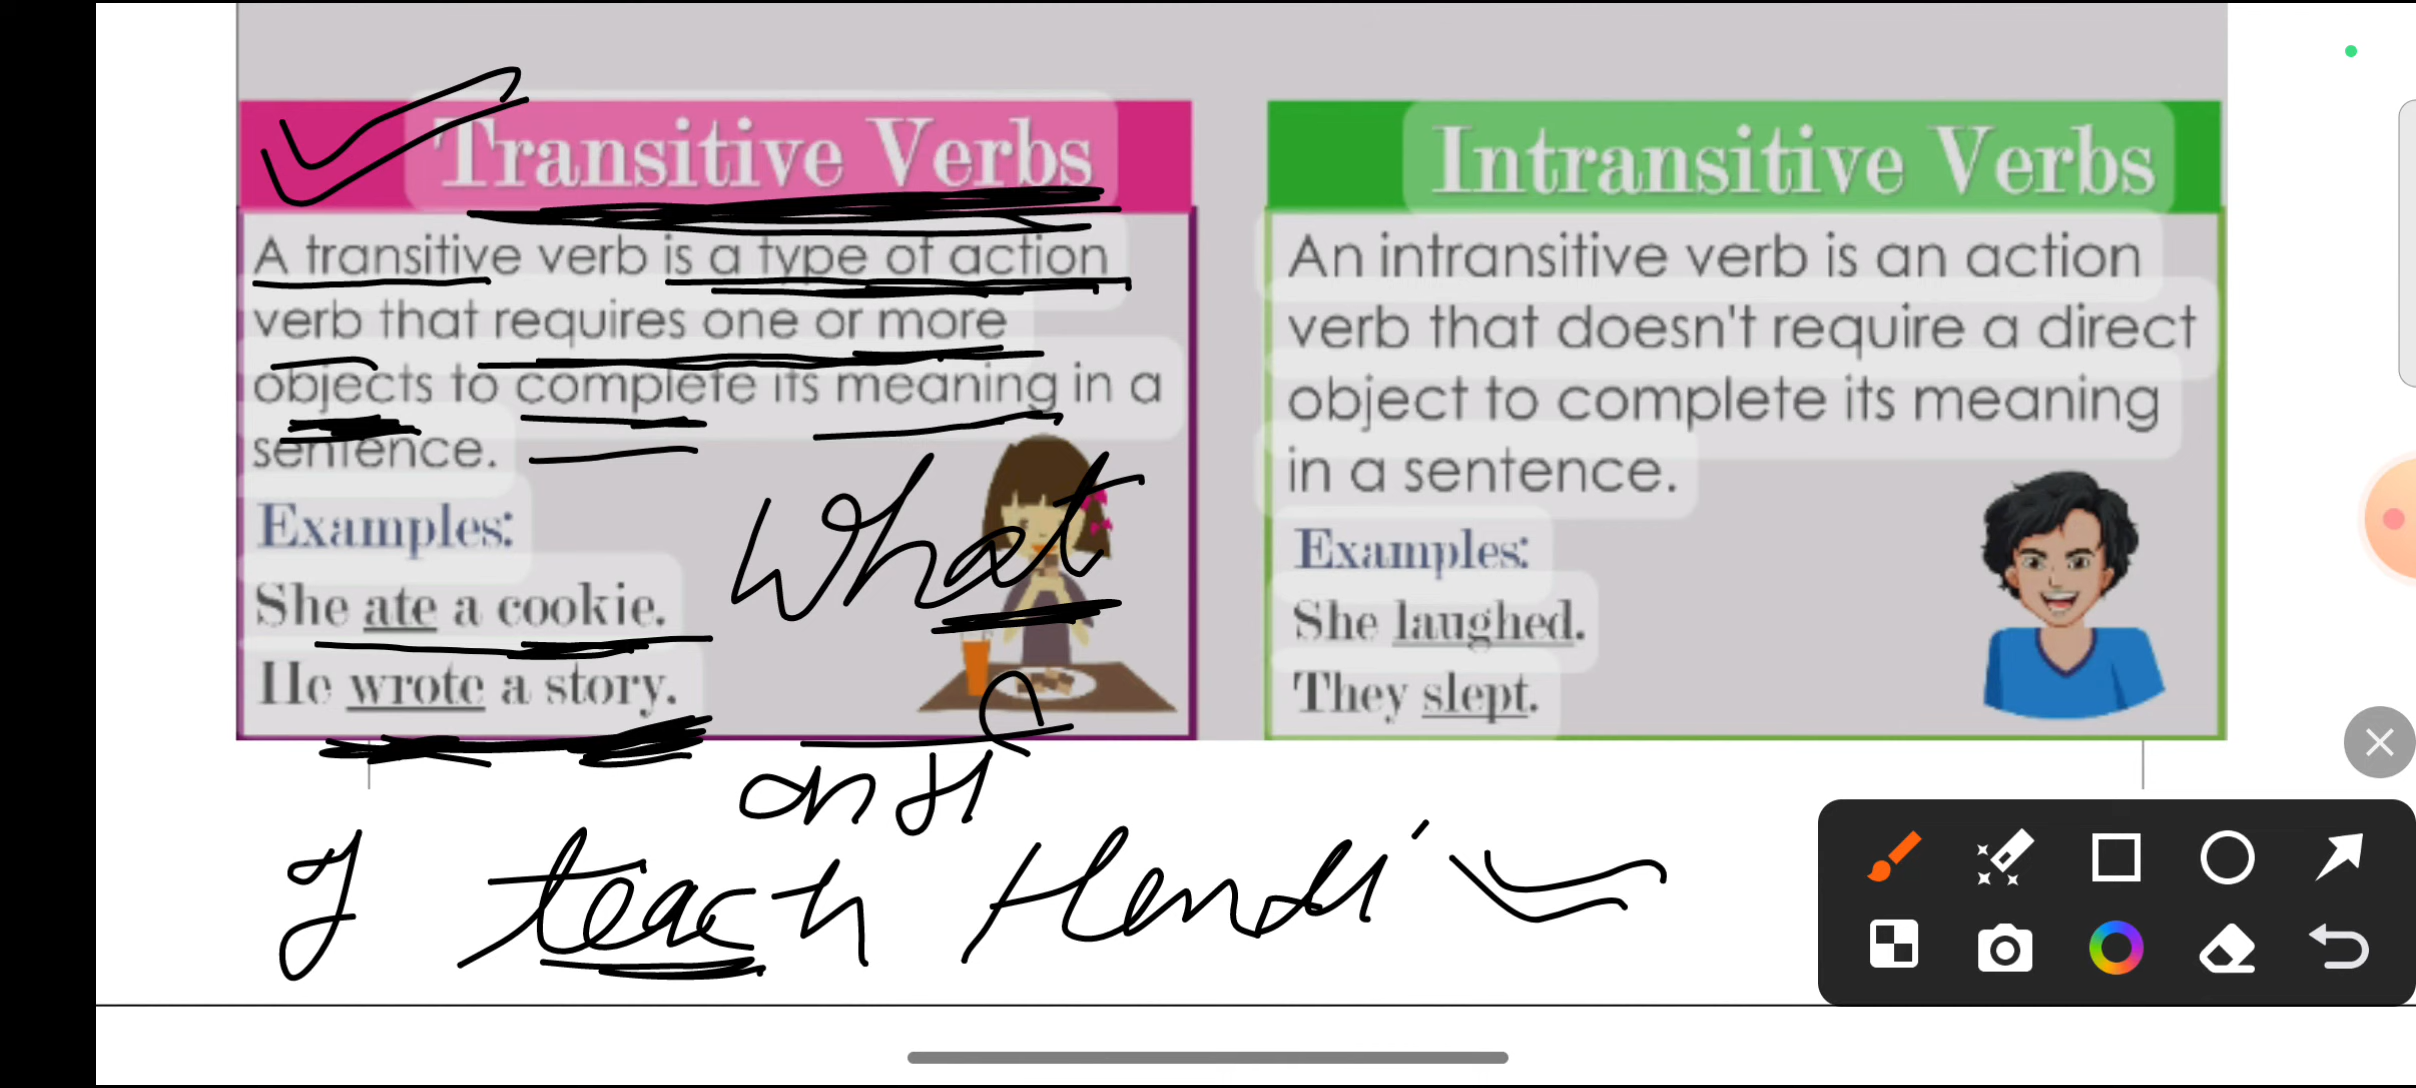 Transitive Verbs
A transitive verb is a type of action
verb that requires one or more
objects to complete its meaning in a
sentence.
Examples:
She ate a cookie.
He wrote a story.
What
Intransitive Verbs
An intransitive verb is an action
verb that doesn't require a direct
object to complete its meaning
in a sentence.
Examples:
She laughed.
They slept.
I teach Hindi